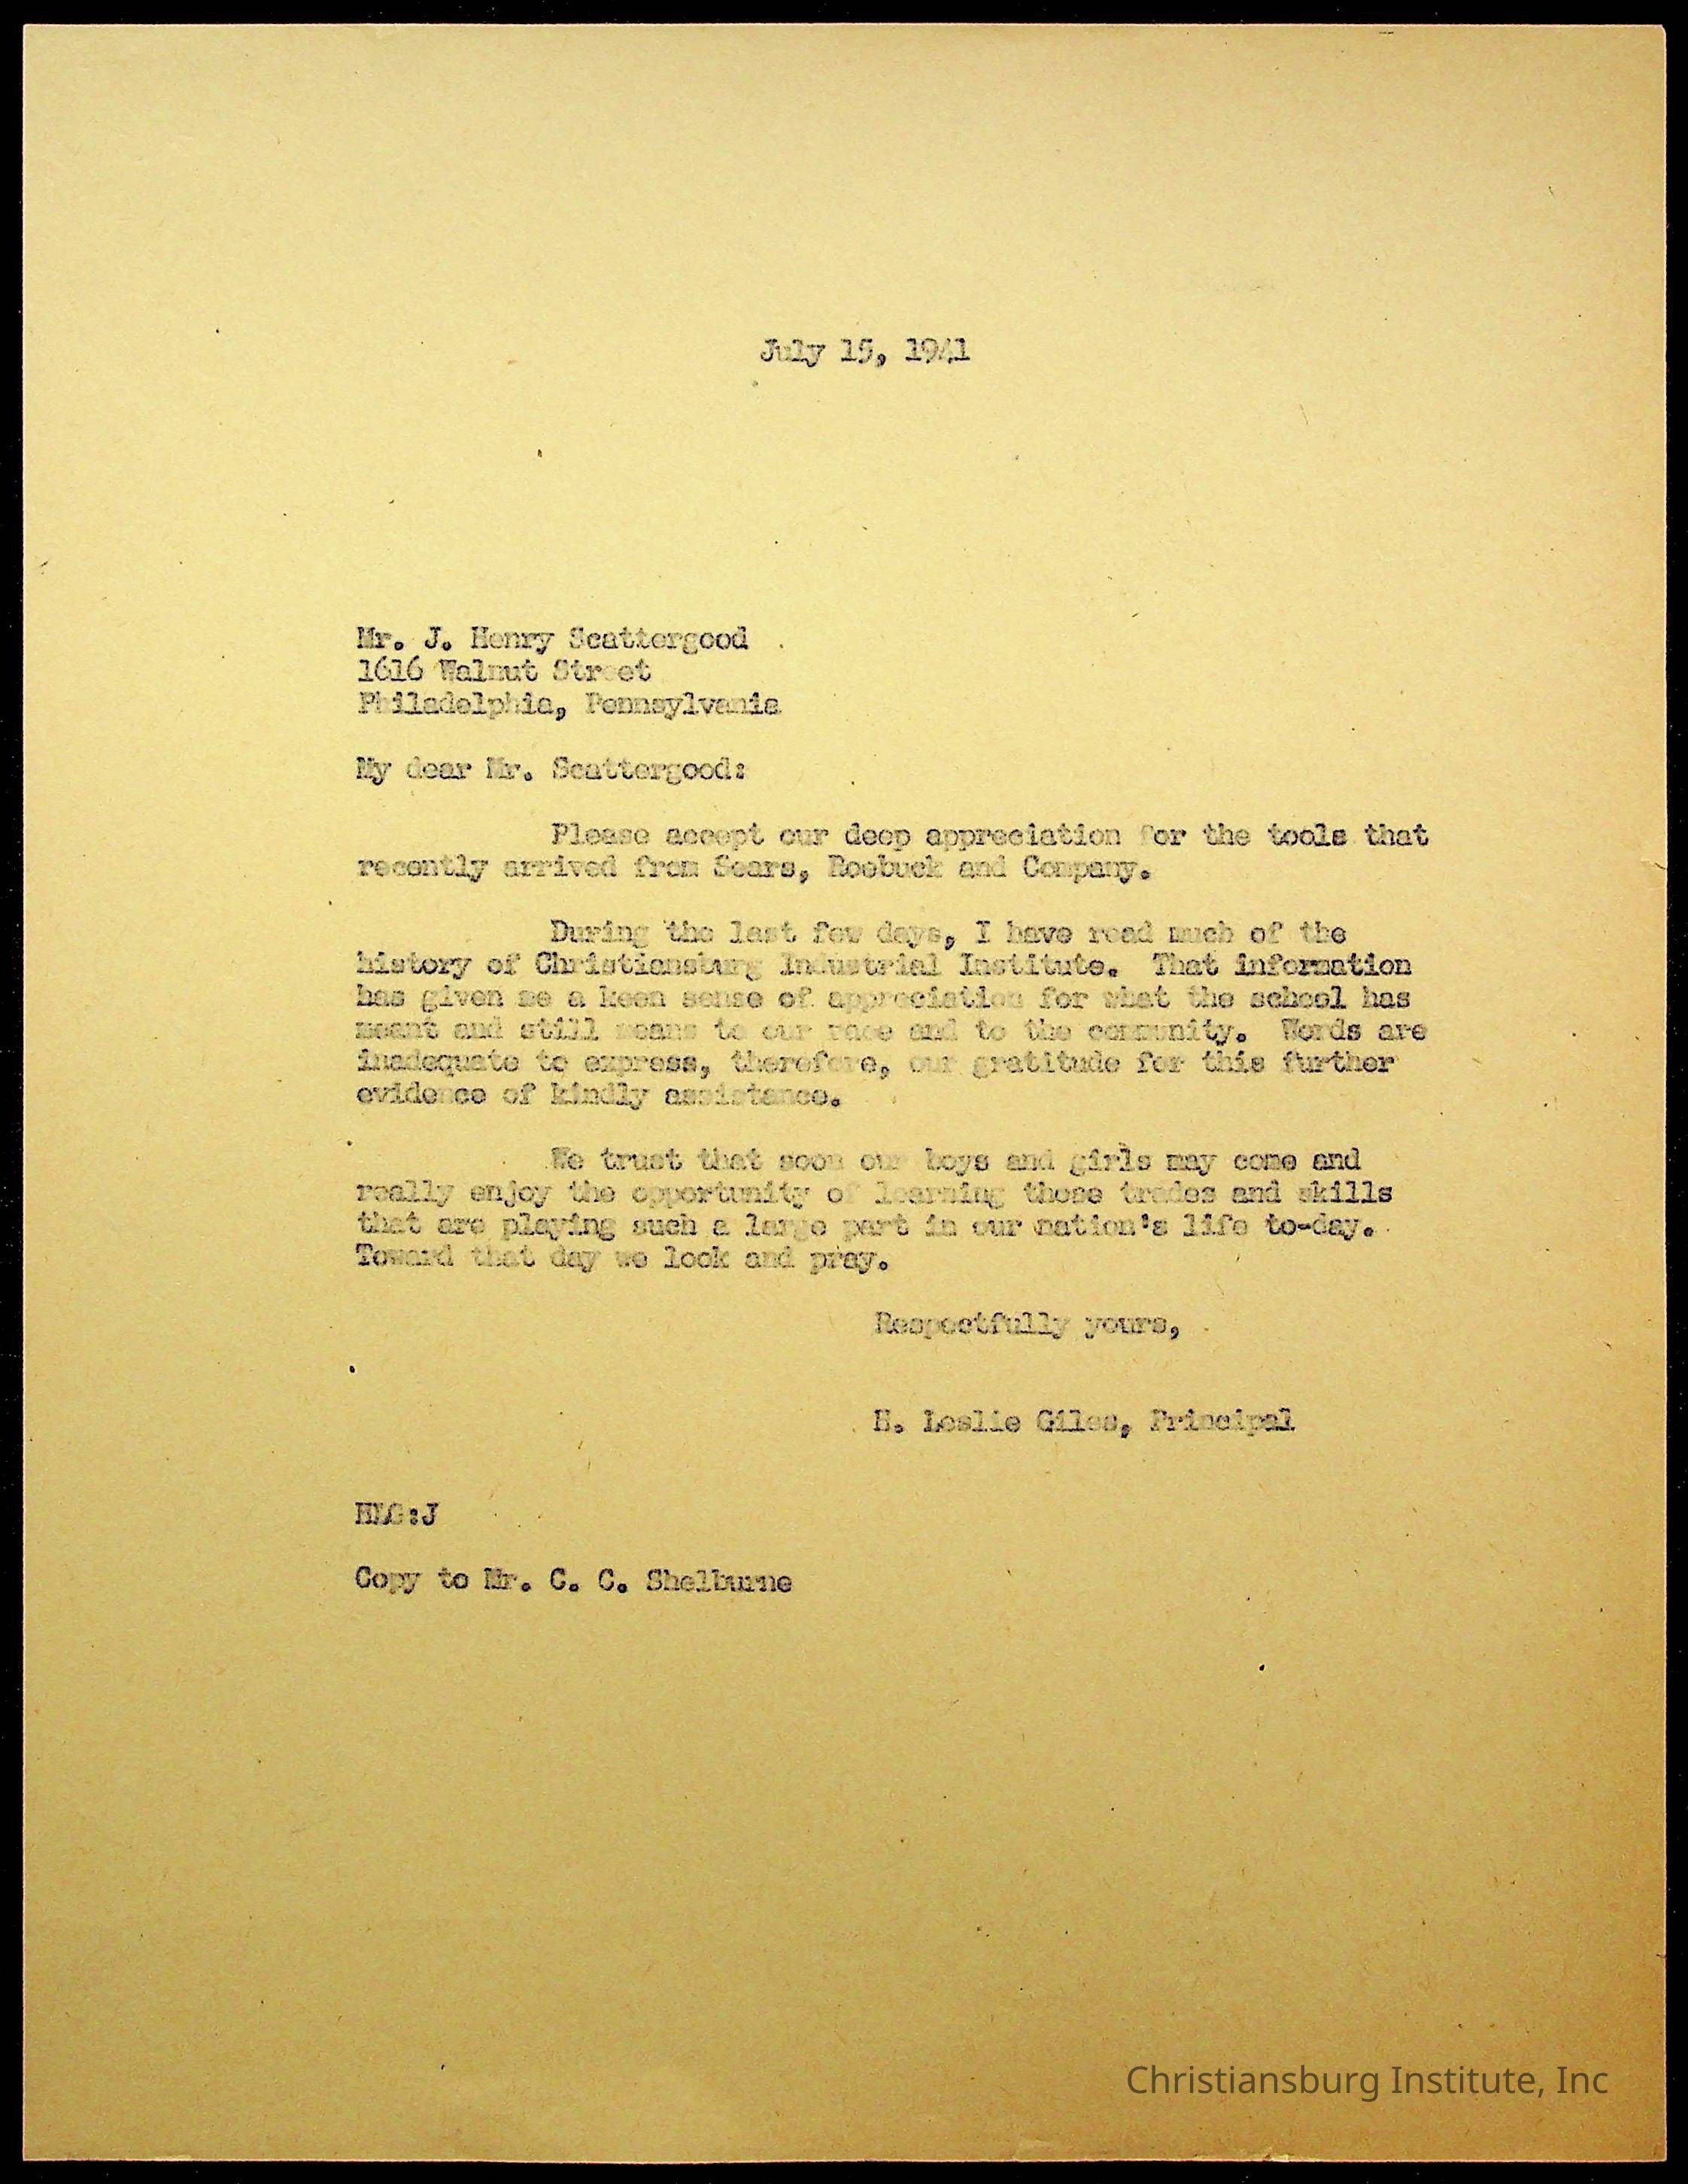 July 15, 1941
Mr. J. Henry Scattergood
1616 Walnut Street
Philadelphia, Pennsylvania
My dear Mr. Scattergood:
Please accept our deep appreciation for the tools that
recently arrived from Sears, Roebuck and Company.
During the last few days, I have read much of the
history of Christiansburg Industrial Institute. That information
has given me a keen sense of appreciation for what the school has
meant and still means to our race and to the community. Words are
inadequate to express, therefore, our gratitude for this further
evidence of kindly assistance.
We trust that soon our boys and girls may come and
really enjoy the opportunity of learning those trades and skills
that are playing such a large part in our nation's life to-day.
Toward that day we look and pray.
Respectfully yours,
H. Leslie Giles, Principal
HLG:J
Copy to Mr. C. C. Shelburne
Christiansburg Institute, Inc